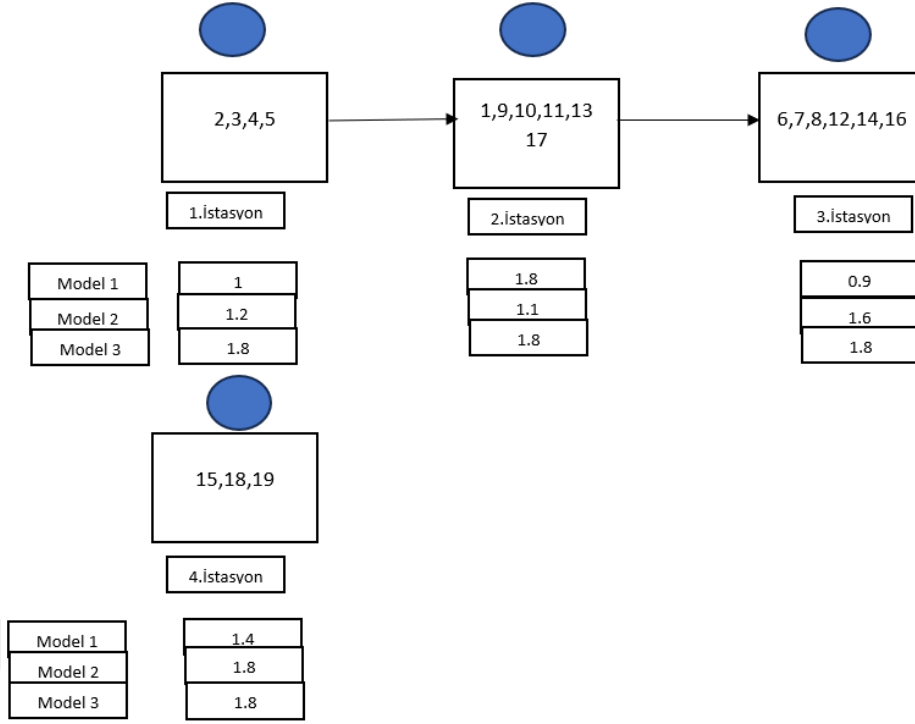 2,3,4,5
1,9,10,11,13
17
6,7,8,12,14,16
1.İstasyon
2.İstasyon
3.İstasyon
Model 1
1
1.8
0.9
Model 2
1.2
1.1
1.6
Model 3
1.8
1.8
1.8
15,18,19
4.İstasyon
Model 1
1.4
Model 2
1.8
Model 3
1.8